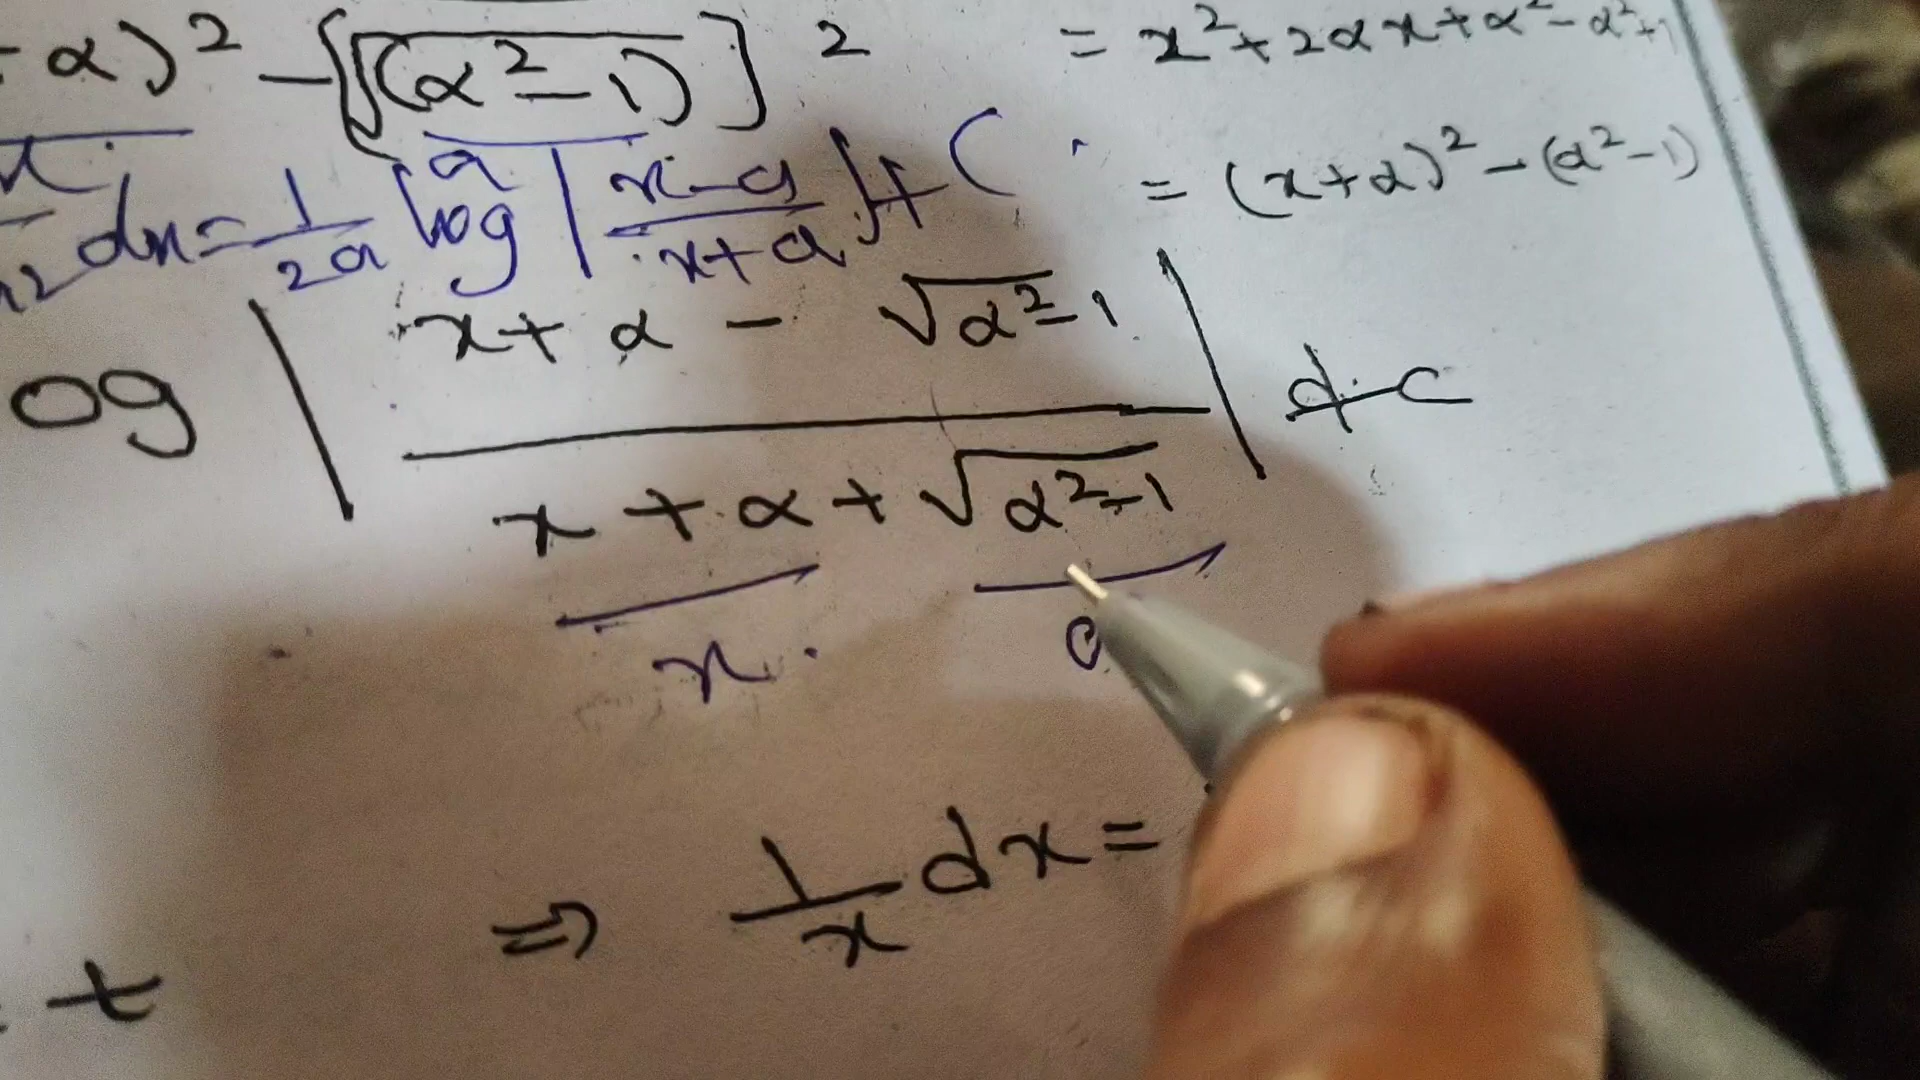 α)² - {√(α²-1)}² = x² + 2αx + α² - α² + 1
x a = (x+α)² - (α²-1)
dx = 1/2a log |x-a/x+a| + C
og | x + α - √α²-1 / x + α + √α²-1 | + c
x a
⇒ 1/x dx =
t